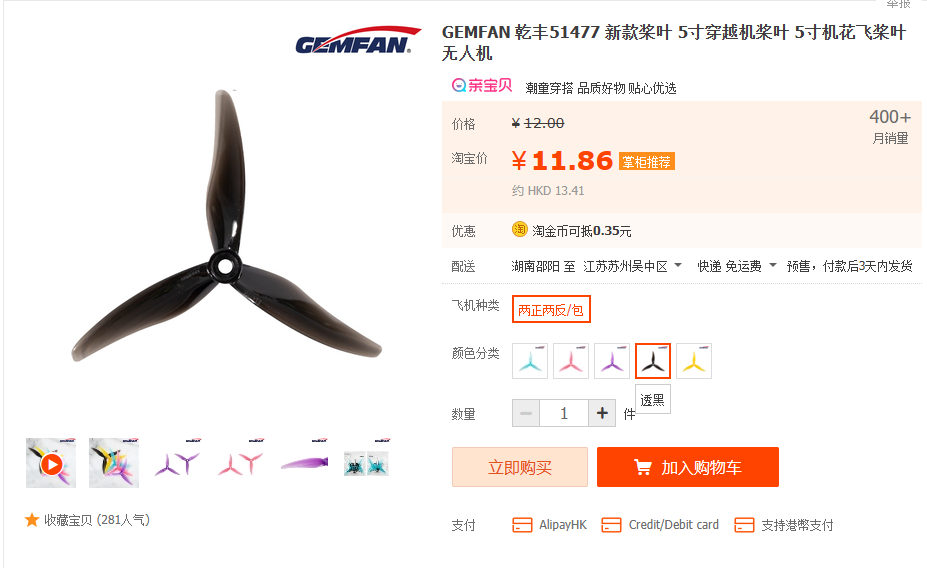 举报
GEMFAN
GEMFAN 乾丰51477 新款桨叶 5寸穿越机桨叶 5寸机花飞桨叶
无人机
亲宝贝 潮童穿搭 品质好物 贴心优选
价格 ¥ 12.00 400+
月销量
淘宝价 ¥ 11.86 掌柜推荐
约 HKD 13.41
优惠 淘 淘金币可抵0.35元
配送 湖南邵阳 至 江苏苏州吴中区 快递 免运费 预售，付款后3天内发货
飞机种类 两正两反/包
颜色分类
透黑
数量 1 件
立即购买 加入购物车
收藏宝贝 (281人气)
支付 AlipayHK Credit/Debit card 支持港幣支付